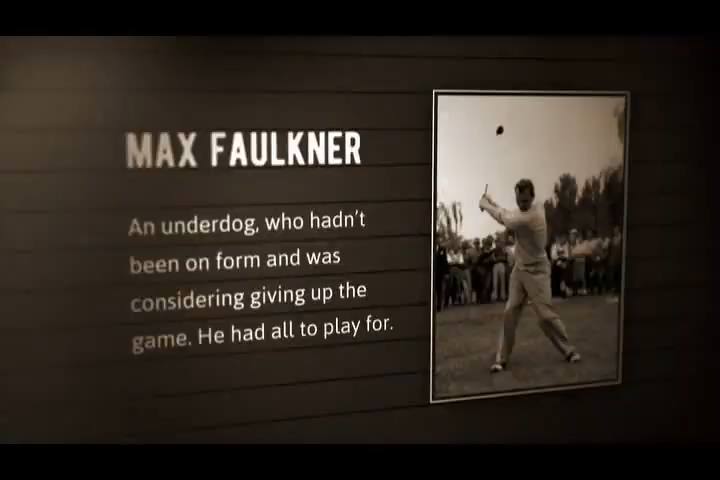 MAX FAULKNER
An underdog, who hadn't
been on form and was
considering giving up the
game. He had all to play for.